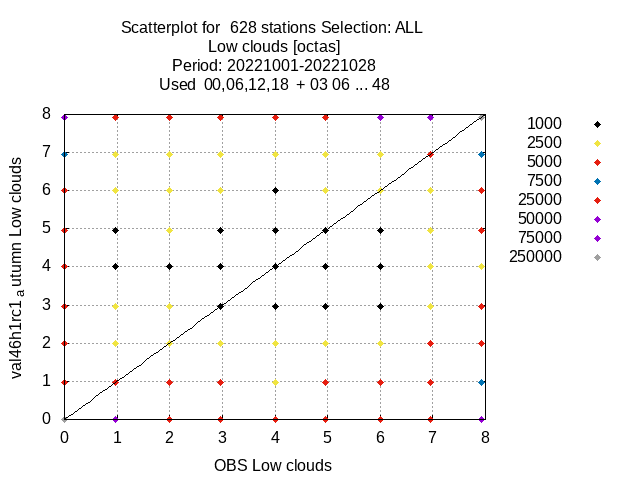 Scatterplot for  628 stations Selection: ALL
Low clouds [octas]
Period: 20221001-20221028
Used  00,06,12,18  + 03 06 ... 48
8
7
6
5
4
3
2
1
0
0 1 2 3 4 5 6 7 8
val46h1rc1 a utumn Low clouds
OBS Low clouds
1000
2500
5000
7500
25000
50000
75000
250000